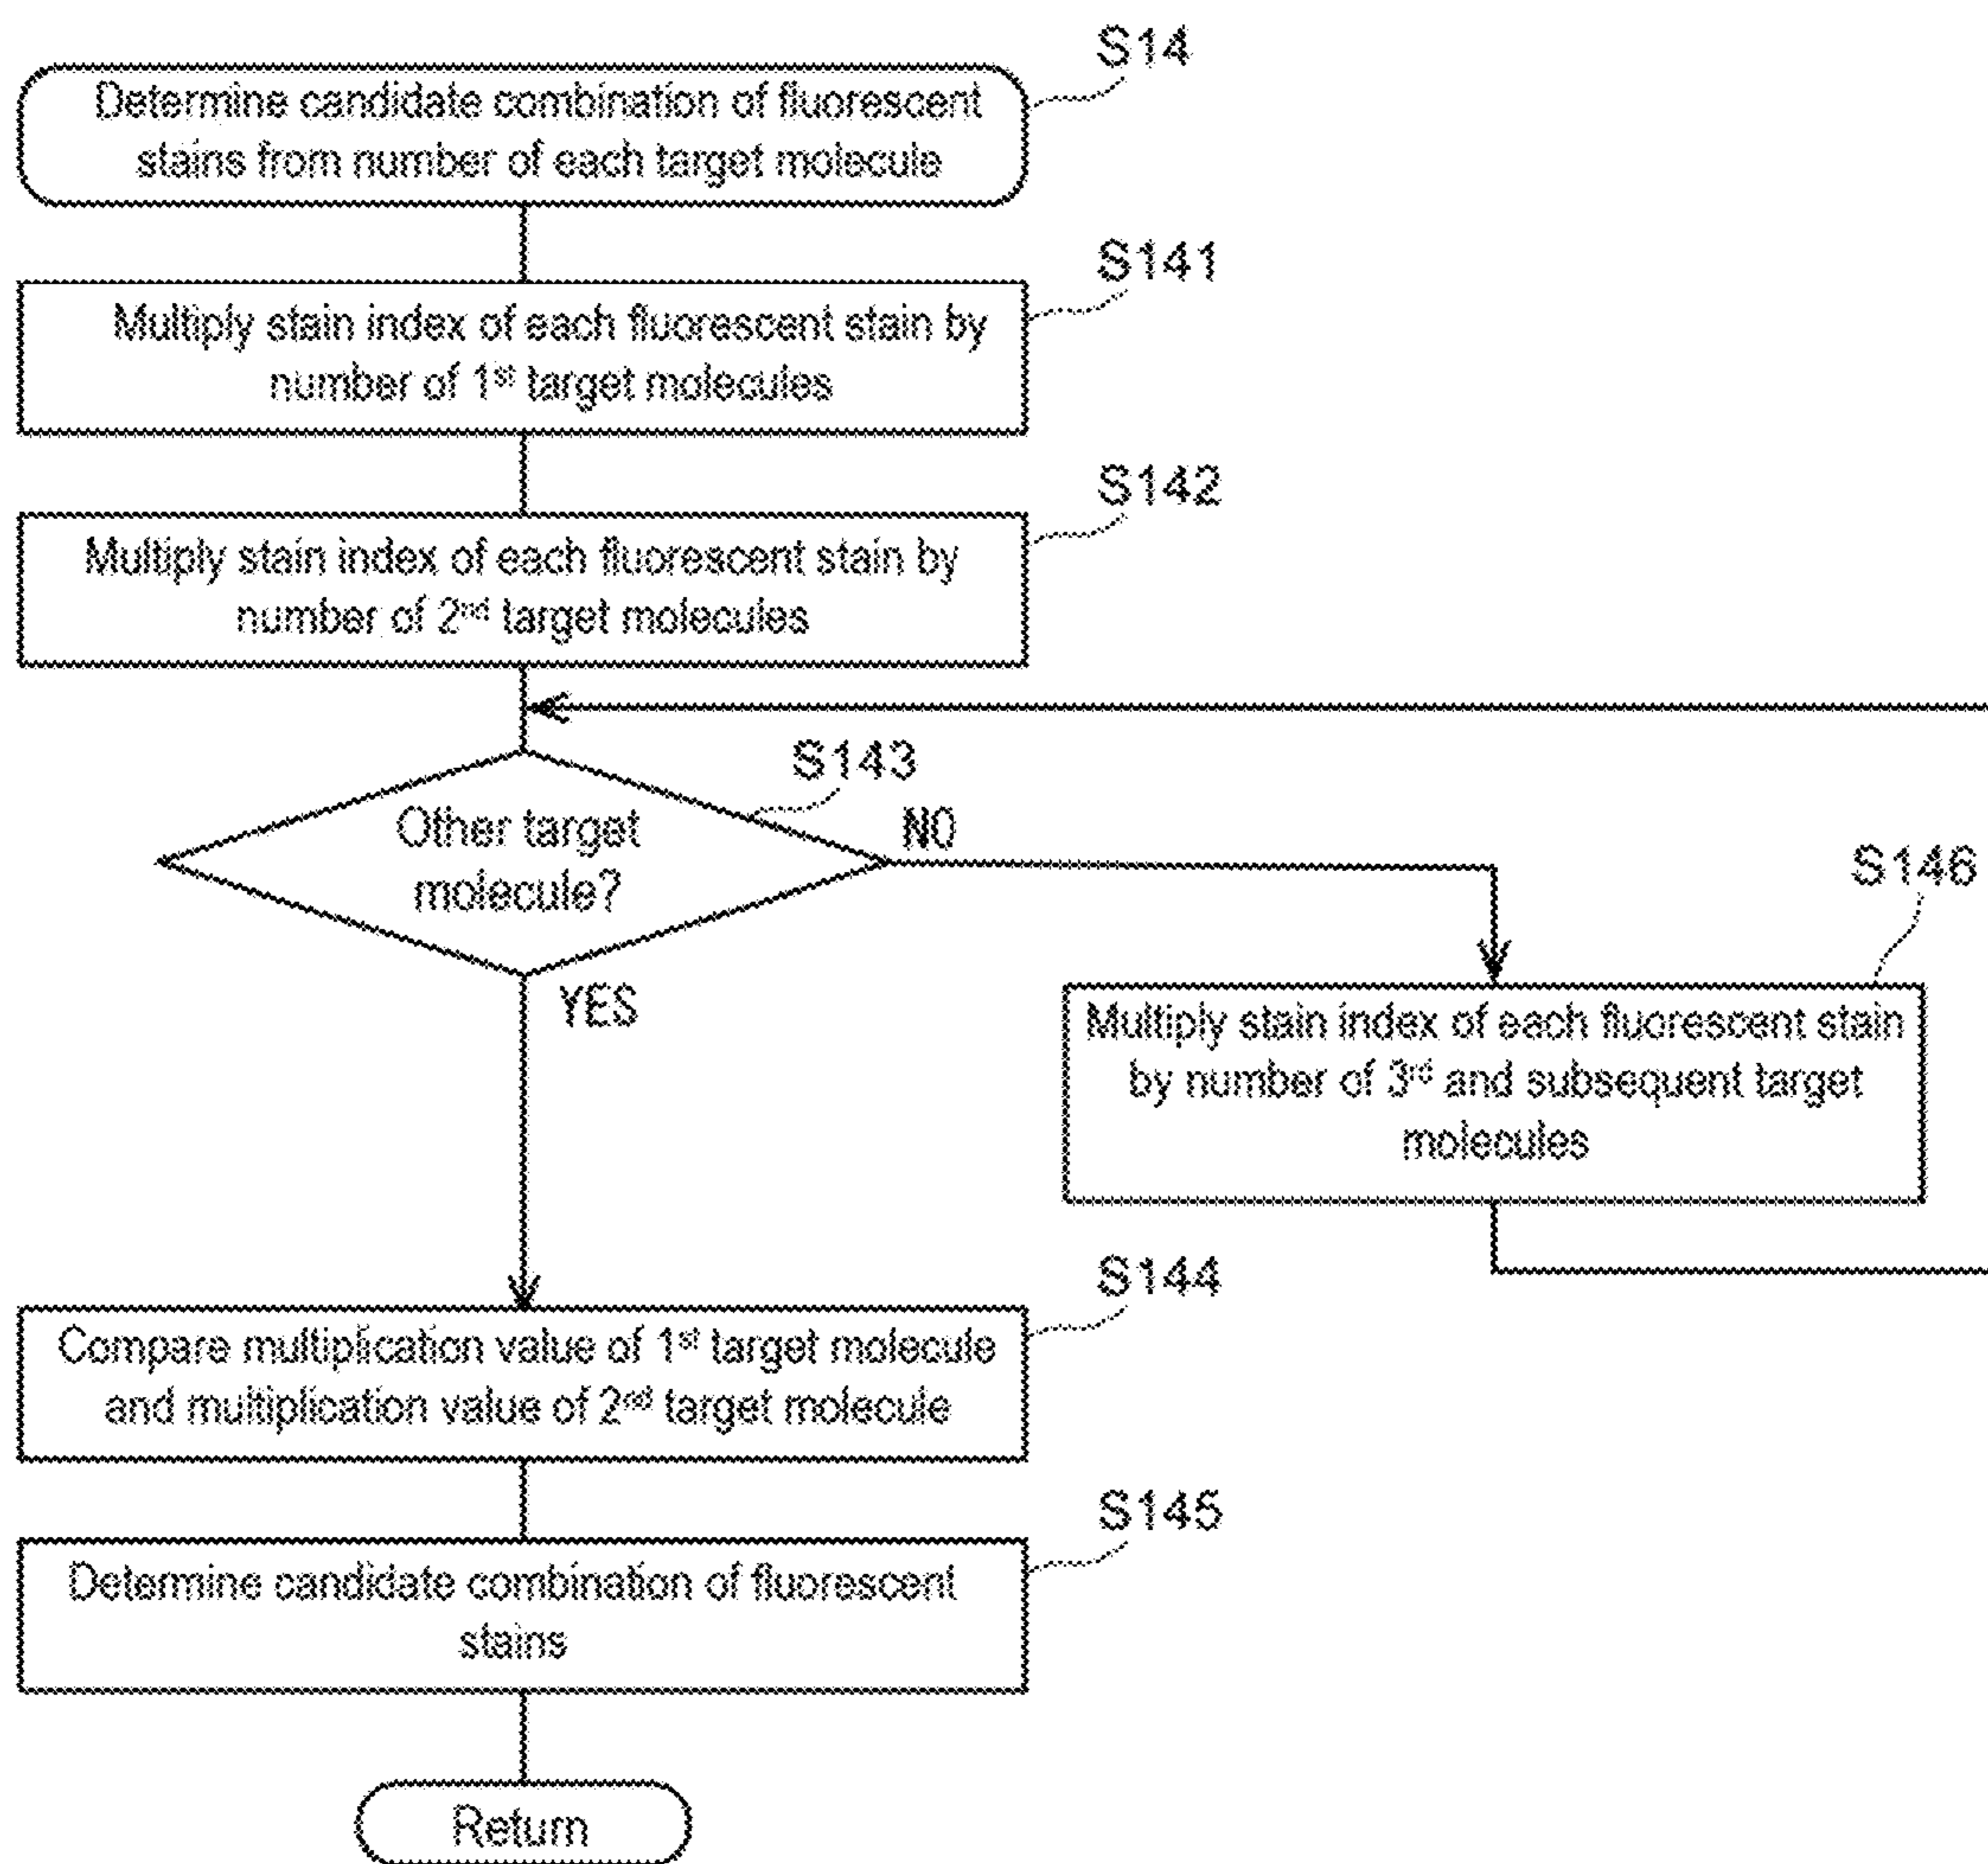 S14
Determine candidate combination of fluorescent
stains from number of each target molecule
S141
Multiply stain index of each fluorescent stain by
number of 1st target molecules
S142
Multiply stain index of each fluorescent stain by
number of 2nd target molecules
S143
Other target
molecule?
NO
YES
S146
Multiply stain index of each fluorescent stain
by number of 3rd and subsequent target
molecules
S144
Compare multiplication value of 1st target molecule
and multiplication value of 2nd target molecule
S145
Determine candidate combination of fluorescent
stains
Return